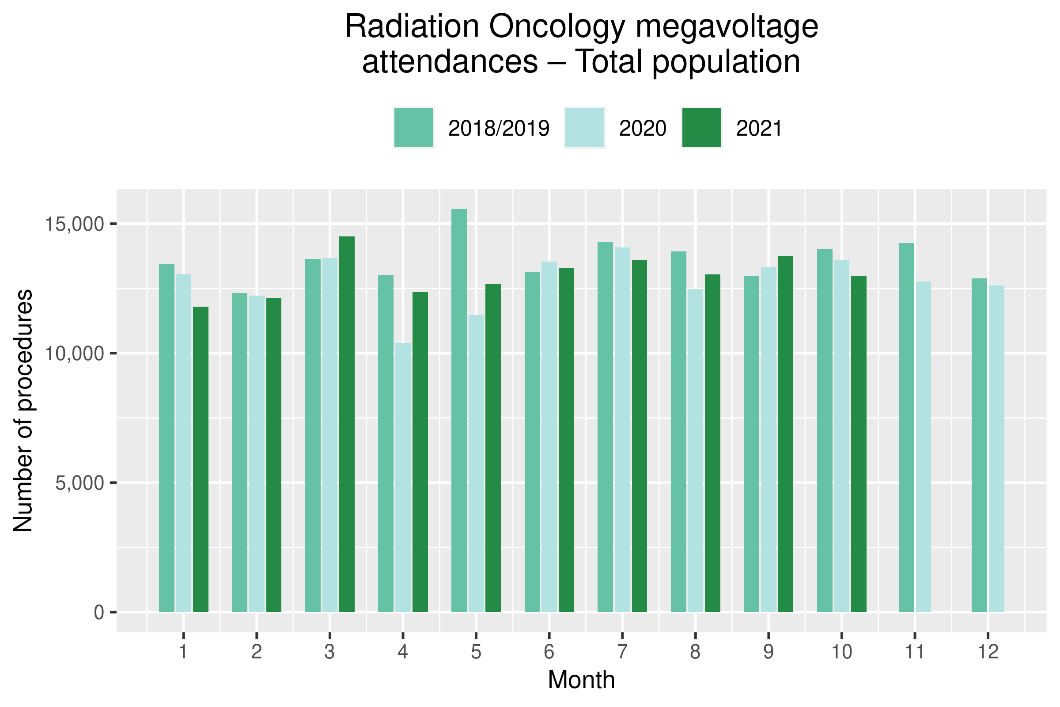 Radiation Oncology megavoltage
attendances – Total population
2018/2019 2020 2021
15,000
10,000
5,000
0
Number of procedures
1 2 3 4 5 6 7 8 9 10 11 12
Month